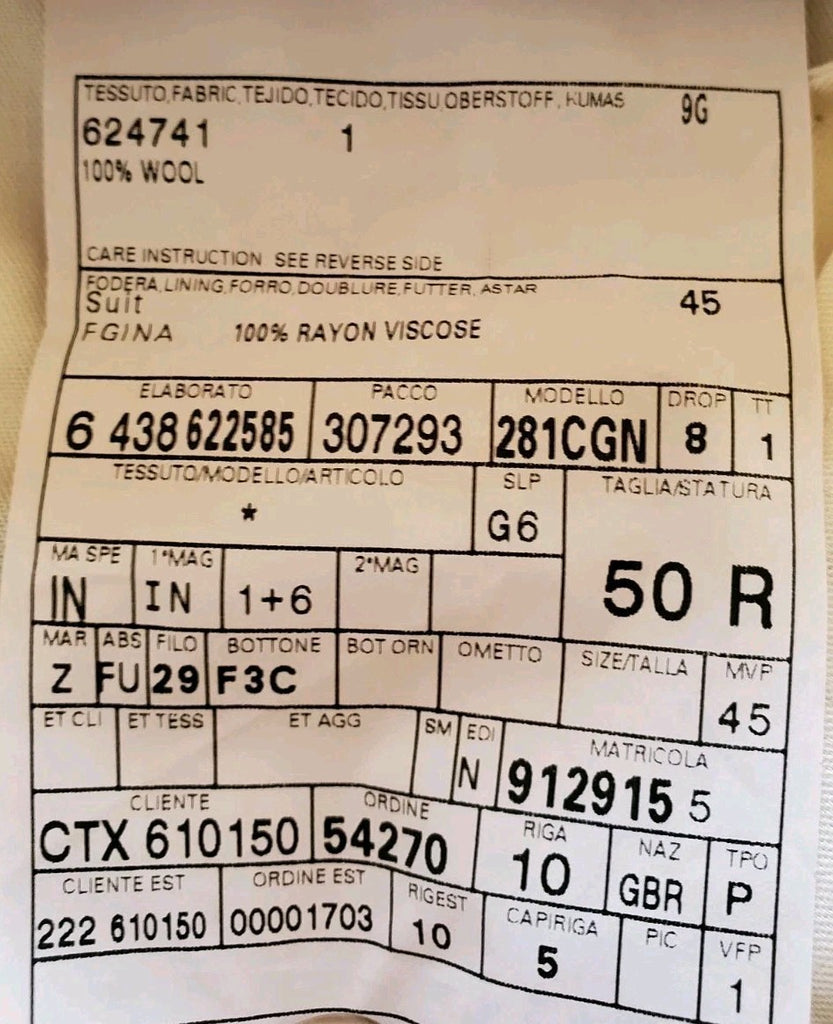 TESSUTO,FABRIC,TEJIDO,TECIDO,TISSU,OBERSTOFF, KUMAS 9G
624741 1
100% WOOL
CARE INSTRUCTION SEE REVERSE SIDE
FODERA,LINING,FORRO,DOUBLURE,FUTTER, ASTAR
Suit 45
FGINA 100% RAYON VISCOSE
ELABORATO PACCO MODELLO DROP TT
6 438622585 307293 281CGN 8 1
TESSUTO/MODELLO/ARTICOLO SLP TAGLIA/STATURA
* G6 50 R
MA SPE 1°MAG 2°MAG
IN IN 1+6
MAR ABS FILO BOTTONE BOT ORN OMETTO SIZE/TALLA MVP
Z FU 29 F3C 45
ET CLI ET TESS ET AGG SM EDI MATRICOLA
N 912915 5
CLIENTE ORDINE RIGA NAZ TPO
CTX 610150 54270 10 GBR P
CLIENTE EST ORDINE EST RIGEST CAPIRIGA PIC VFP
222 610150 00001703 10 5 1